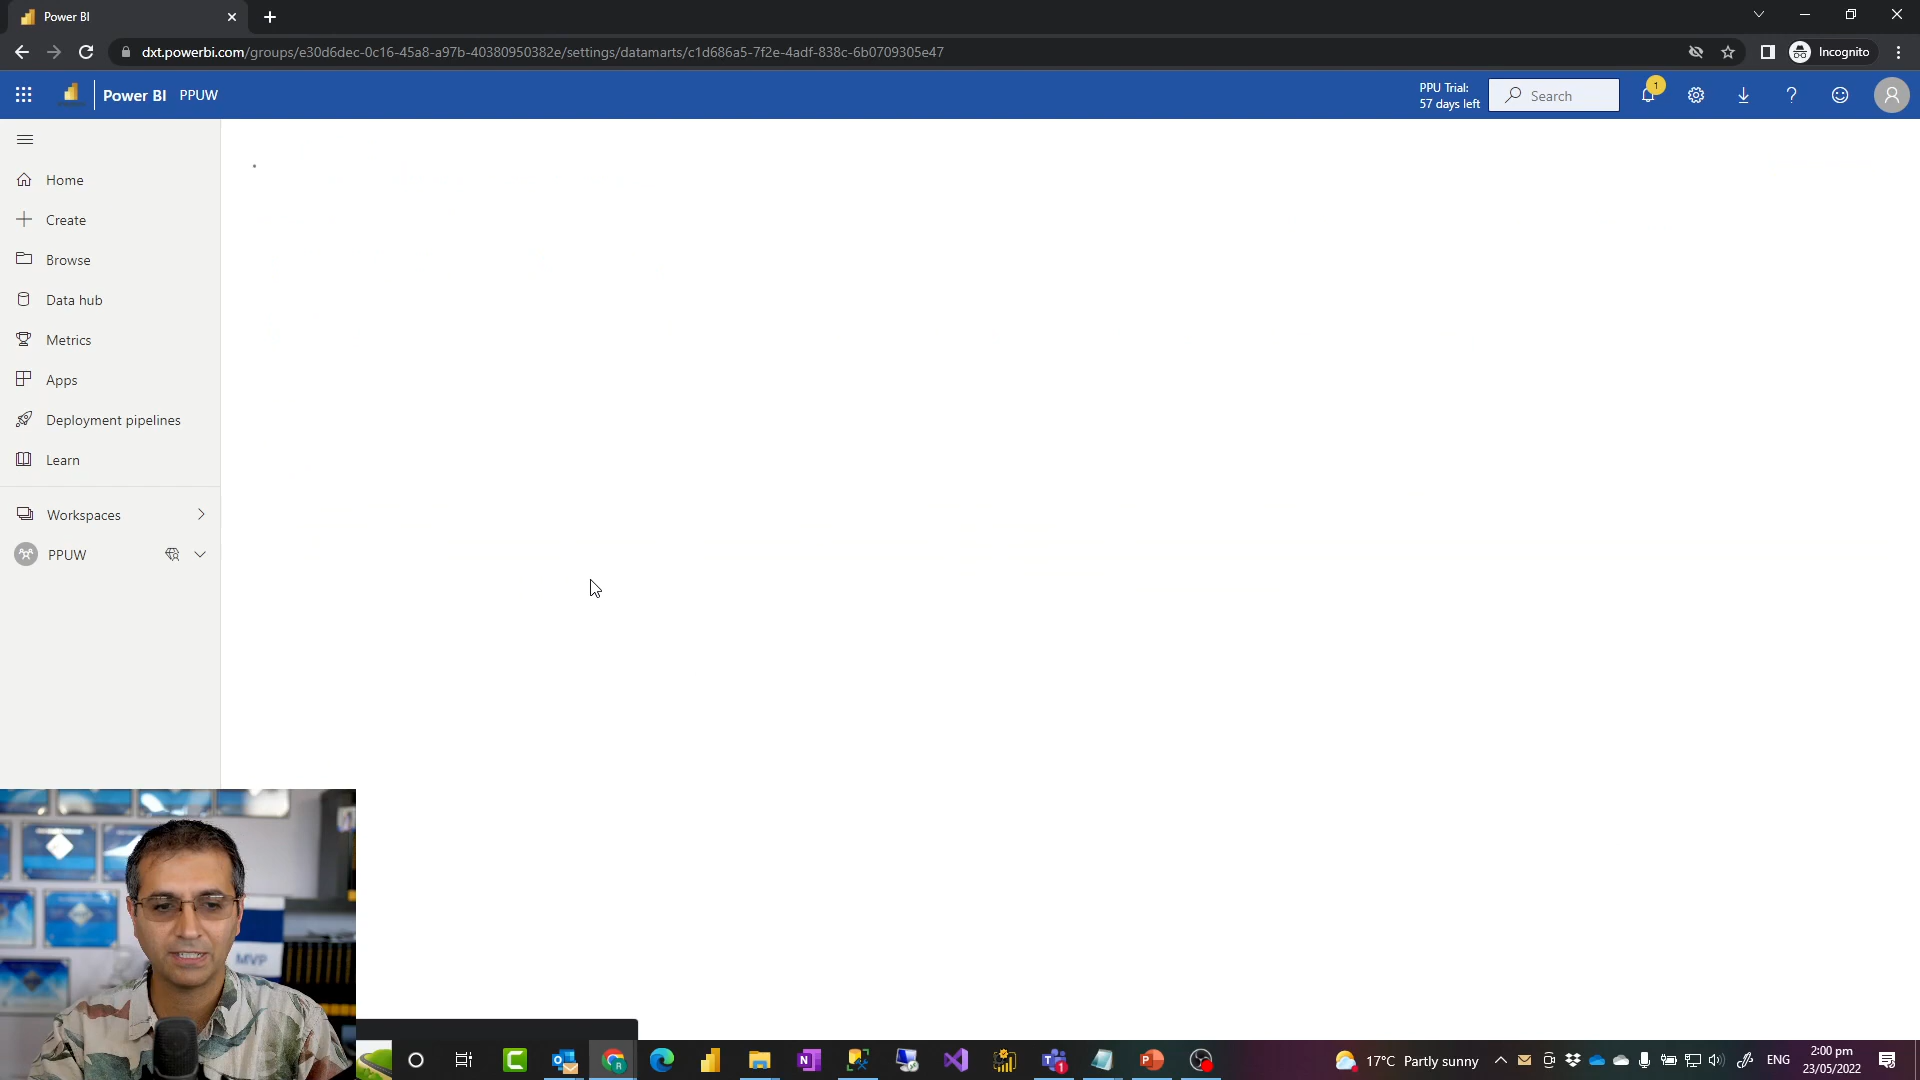 Power BI
dxt.powerbi.com/groups/e30d6dec-0c16-45a8-a97b-40380950382e/settings/datamarts/c1d686a5-7f2e-4adf-838c-6b0709305e47
Incognito
Power BI PPUW
PPU Trial:
57 days left
Search
1
Home
Create
Browse
Data hub
Metrics
Apps
Deployment pipelines
Learn
Workspaces
PPUW
MVP
17°C Partly sunny
ENG
2:00 pm
23/05/2022